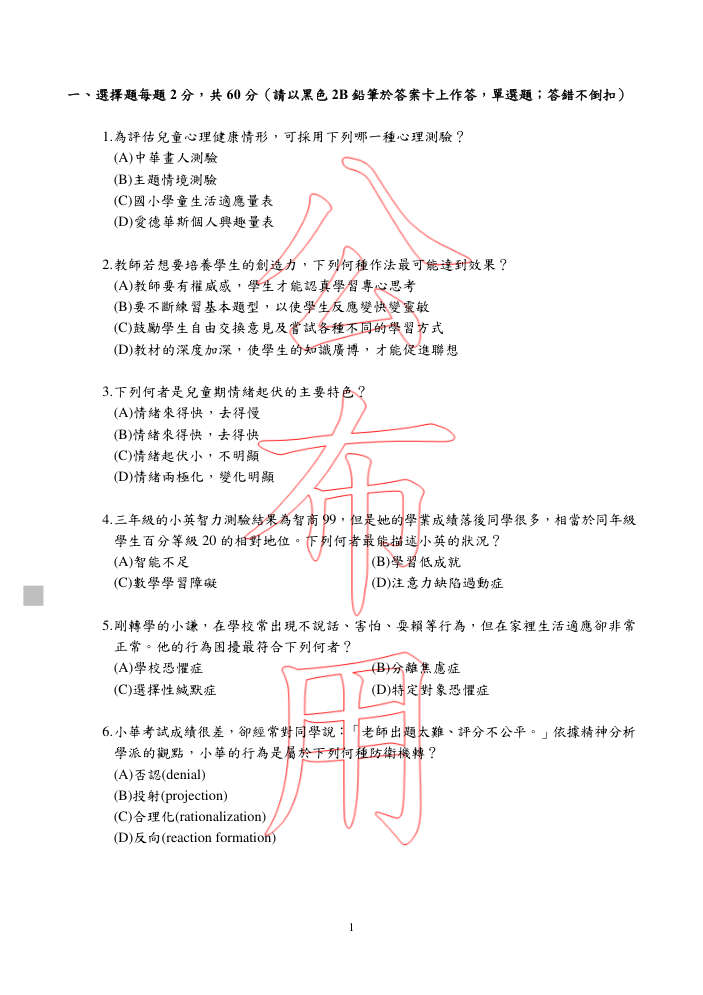 一、選擇題每題 2 分，共 60 分（請以黑色 2B 鉛筆於答案卡上作答，單選題；答錯不倒扣）
1.為評估兒童心理健康情形，可採用下列哪一種心理測驗？
(A)中華畫人測驗
(B)主題情境測驗
(C)國小學童生活適應量表
(D)愛德華斯個人興趣量表
2.教師若想要培養學生的創造力，下列何種作法最可能達到效果？
(A)教師要有權威感，學生才能認真學習專心思考
(B)要不斷練習基本題型，以使學生反應變快變靈敏
(C)鼓勵學生自由交換意見及嘗試各種不同的學習方式
(D)教材的深度加深，使學生的知識廣博，才能促進聯想
3.下列何者是兒童期情緒起伏的主要特色？
(A)情緒來得快，去得慢
(B)情緒來得快，去得快
(C)情緒起伏小，不明顯
(D)情緒兩極化，變化明顯
4.三年級的小英智力測驗結果為智商 99，但是她的學業成績落後同學很多，相當於同年級
學生百分等級 20 的相對地位。下列何者最能描述小英的狀況？
(A)智能不足 (B)學習低成就
(C)數學學習障礙 (D)注意力缺陷過動症
5.剛轉學的小謙，在學校常出現不說話、害怕、耍賴等行為，但在家裡生活適應卻非常
正常。他的行為困擾最符合下列何者？
(A)學校恐懼症 (B)分離焦慮症
(C)選擇性緘默症 (D)特定對象恐懼症
6.小華考試成績很差，卻經常對同學說：「老師出題太難、評分不公平。」依據精神分析
學派的觀點，小華的行為是屬於下列何種防衛機轉？
(A)否認(denial)
(B)投射(projection)
(C)合理化(rationalization)
(D)反向(reaction formation)
公布用
1